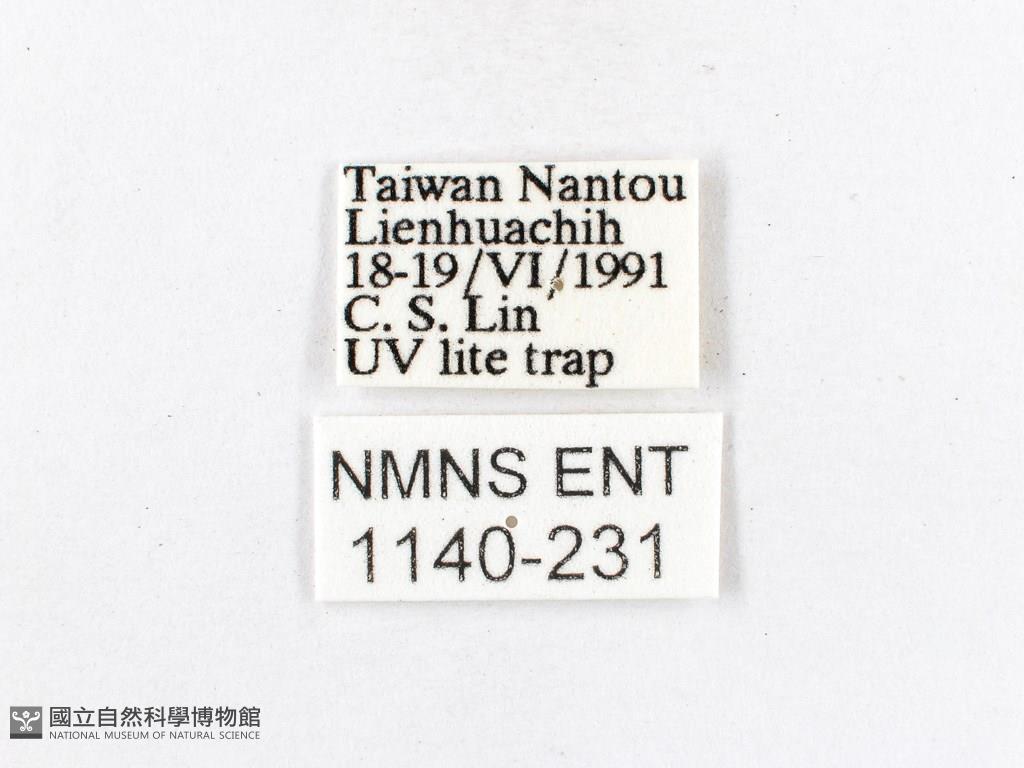 Taiwan Nantou
Lienhuachih
18-19/VI/1991
C. S. Lin
UV lite trap
NMNS ENT
1140-231
國立自然科學博物館
NATIONAL MUSEUM OF NATURAL SCIENCE